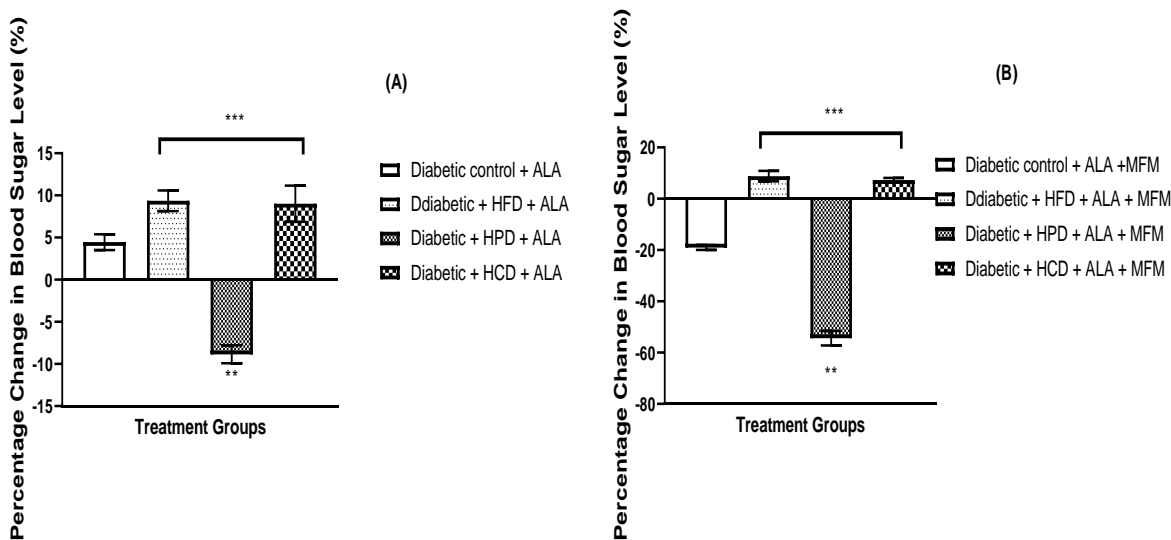 Percentage Change in Blood Sugar Level (%)
(A)
***
15
10
5
0
-5
-10
-15
**
Treatment Groups
Diabetic control + ALA
Ddiabetic + HFD + ALA
Diabetic + HPD + ALA
Diabetic + HCD + ALA
Percentage Change in Blood Sugar Level (%)
(B)
***
20
0
-20
-40
-60
-80
**
Treatment Groups
Diabetic control + ALA +MFM
Ddiabetic + HFD + ALA + MFM
Diabetic + HPD + ALA + MFM
Diabetic + HCD + ALA + MFM